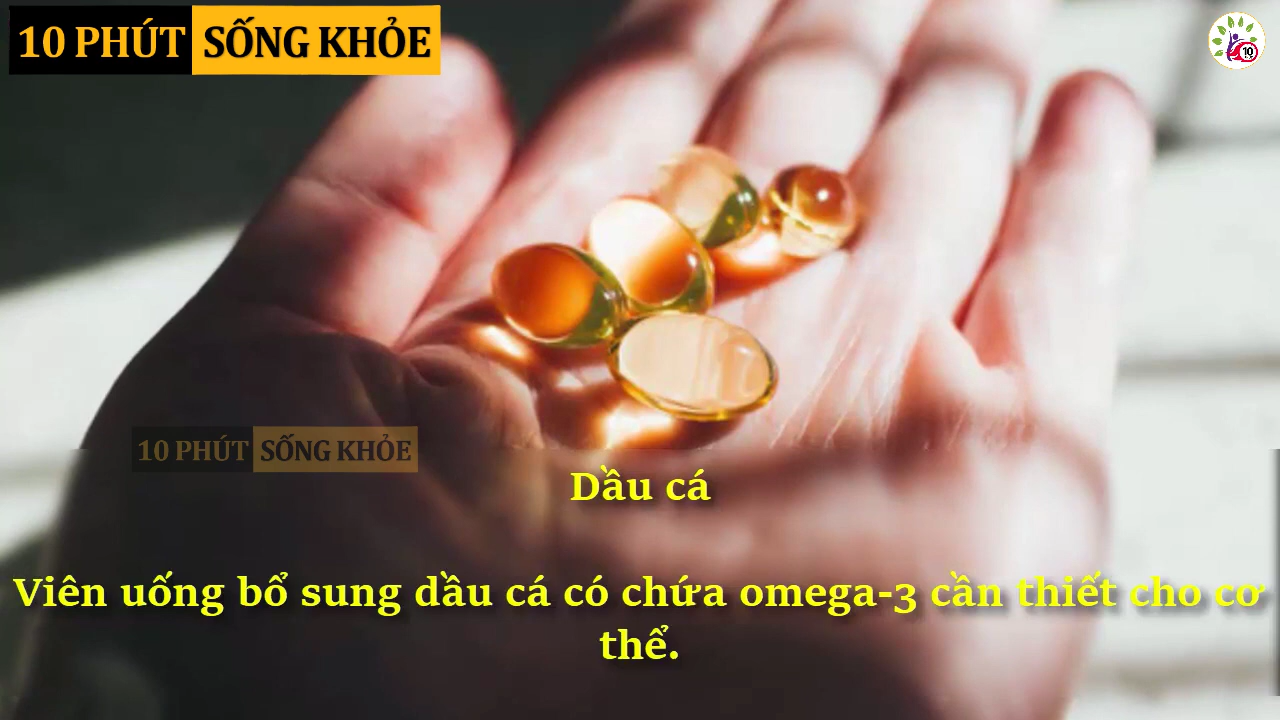 10 PHÚT SỐNG KHỎE
10
10 PHÚT SỐNG KHỎE
Dầu cá
Viên uống bổ sung dầu cá có chứa omega-3 cần thiết cho cơ
thể.